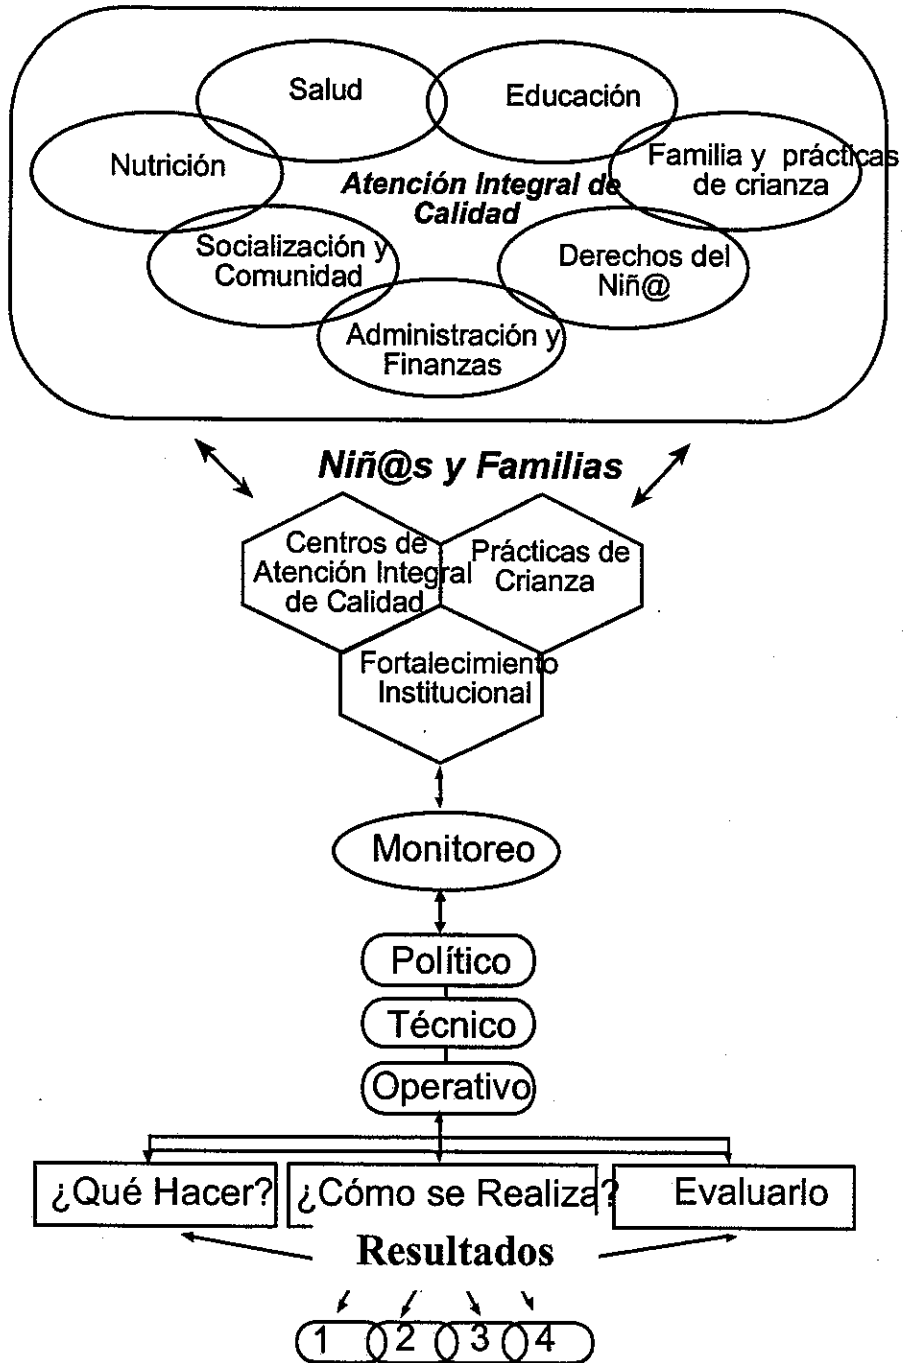 Salud
Educación
Nutrición
Familia y prácticas
de crianza
Atención Integral de
Calidad
Socialización y
Comunidad
Derechos del
Niñ@
Administración y
Finanzas
Niñ@s y Familias
Centros de
Atención Integral
de Calidad
Prácticas de
Crianza
Fortalecimiento
Institucional
Monitoreo
Político
Técnico
Operativo
¿Qué Hacer?
¿Cómo se Realiza?
Evaluarlo
Resultados
1 2 3 4